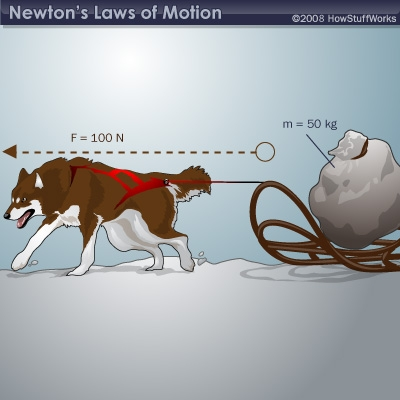 Newton's Laws of Motion
©2008 HowStuffWorks
m = 50 kg
F = 100 N